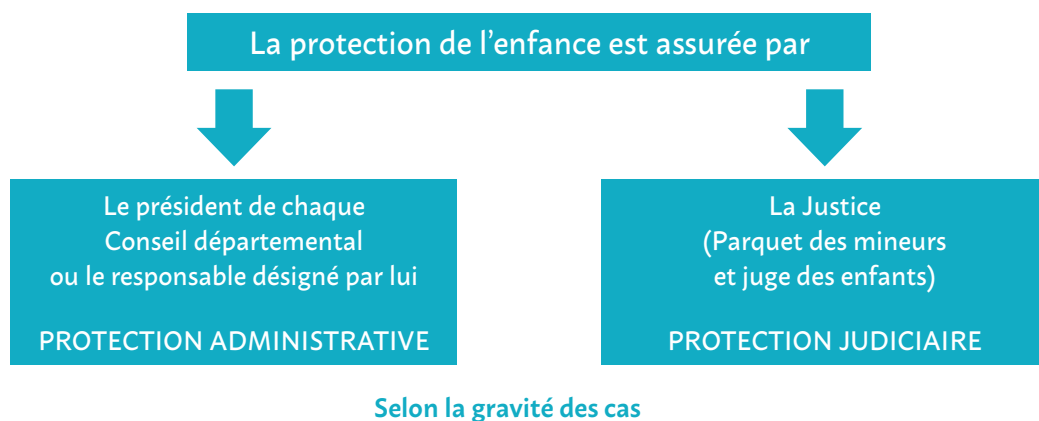 La protection de l’enfance est assurée par
Le président de chaque
Conseil départemental
ou le responsable désigné par lui
PROTECTION ADMINISTRATIVE
La Justice
(Parquet des mineurs
et juge des enfants)
PROTECTION JUDICIAIRE
Selon la gravité des cas